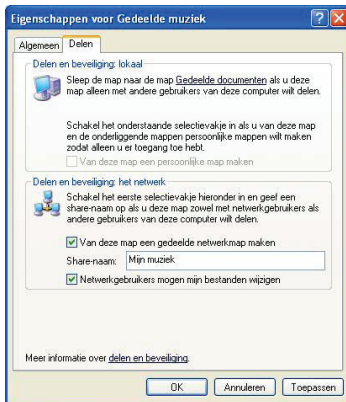 Eigenschappen voor Gedeelde muziek
Algemeen Delen
Delen en beveiliging: lokaal
Sleep de map naar de map Gedeelde documenten als u deze
map alleen met andere gebruikers van deze computer wilt delen.
Schakel het onderstaande selectievakje in als u van deze map
en de onderliggende mappen persoonlijke mappen wilt maken
zodat alleen u er toegang toe hebt.
Van deze map een persoonlijke map maken
Delen en beveiliging: het netwerk
Schakel het eerste selectievakje hieronder in en geef een
share-naam op als u deze map zowel met netwerkgebruikers als
andere gebruikers van deze computer wilt delen.
Van deze map een gedeelde netwerkmap maken
Share-naam: Mijn muziek
Netwerkgebruikers mogen mijn bestanden wijzigen
Meer informatie over delen en beveiliging.
OK Annuleren Toepassen